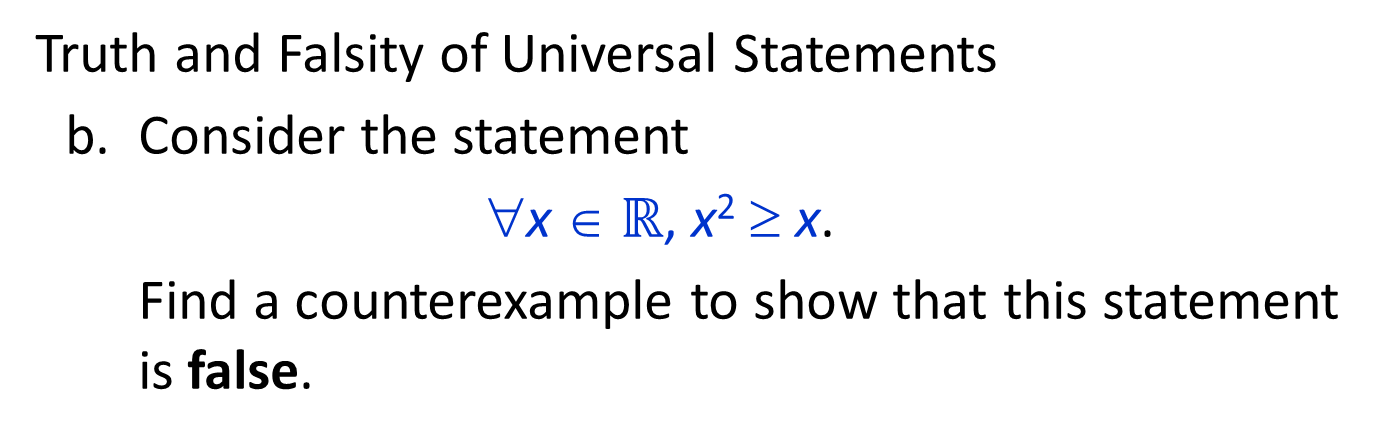 Truth and Falsity of Universal Statements
b. Consider the statement
∀x ∈ ℝ, x² ≥ x.
Find a counterexample to show that this statement
is false.